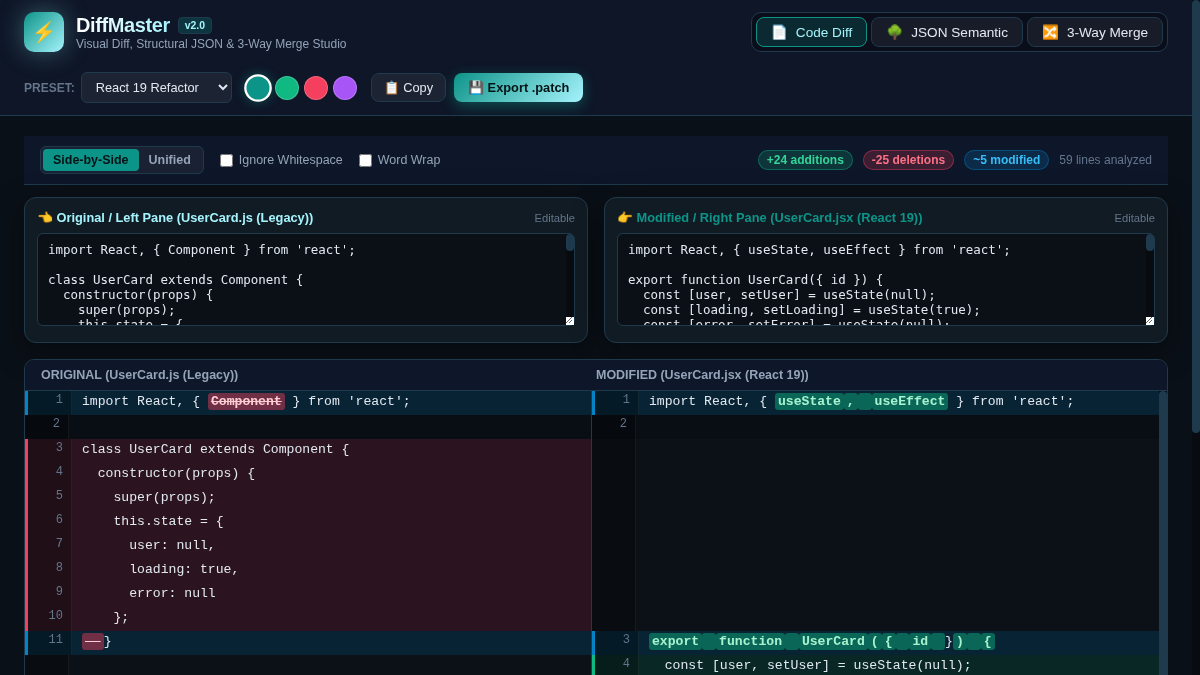 DiffMaster v2.0
Visual Diff, Structural JSON & 3-Way Merge Studio
Code Diff
JSON Semantic
3-Way Merge
PRESET: React 19 Refactor
Copy
Export .patch
Side-by-Side Unified
Ignore Whitespace
Word Wrap
+24 additions
-25 deletions
~5 modified
59 lines analyzed
Original / Left Pane (UserCard.js (Legacy))
Editable
import React, { Component } from 'react';
class UserCard extends Component {
constructor(props) {
super(props);
this.state = {
Modified / Right Pane (UserCard.jsx (React 19))
Editable
import React, { useState, useEffect } from 'react';
export function UserCard({ id }) {
const [user, setUser] = useState(null);
const [loading, setLoading] = useState(true);
const [error, setError] = useState(null);
ORIGINAL (UserCard.js (Legacy))
MODIFIED (UserCard.jsx (React 19))
1 import React, { Component } from 'react';
1 import React, { useState, useEffect } from 'react';
2
2
3 class UserCard extends Component {
4 constructor(props) {
5 super(props);
6 this.state = {
7 user: null,
8 loading: true,
9 error: null
10 };
11 }
3 export function UserCard({ id }) {
4 const [user, setUser] = useState(null);